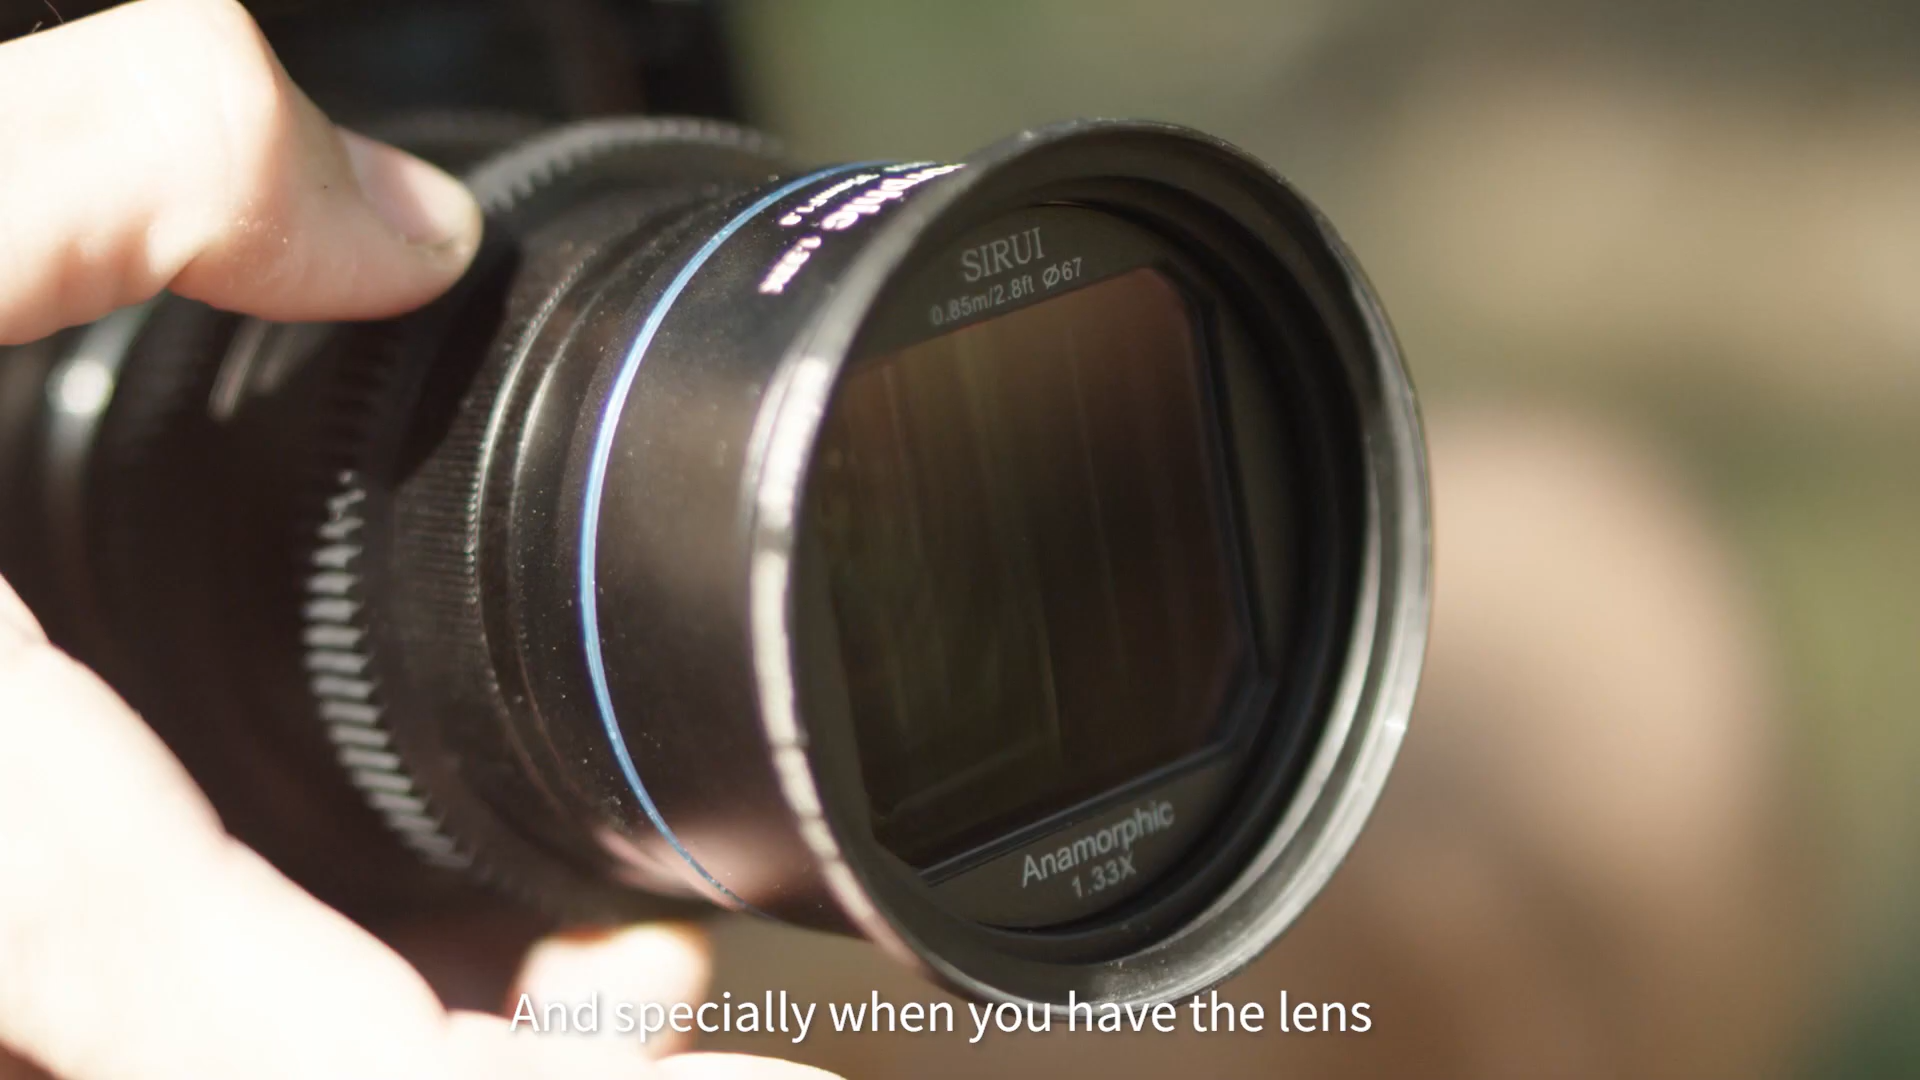 SIRUI
0.85m/2.8ft Ø67
Anamorphic
1.33X
And specially when you have the lens